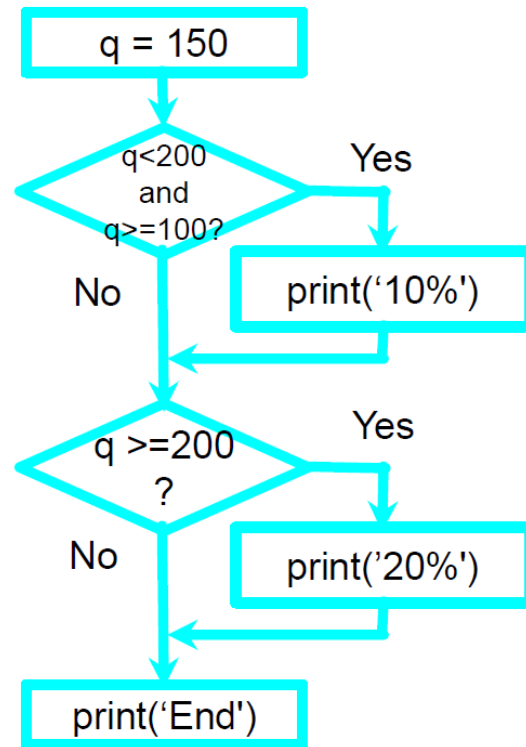 q = 150
q<200
and
q>=100?
Yes
No
print(‘10%')
q >=200
?
Yes
No
print(’20%')
print(‘End')